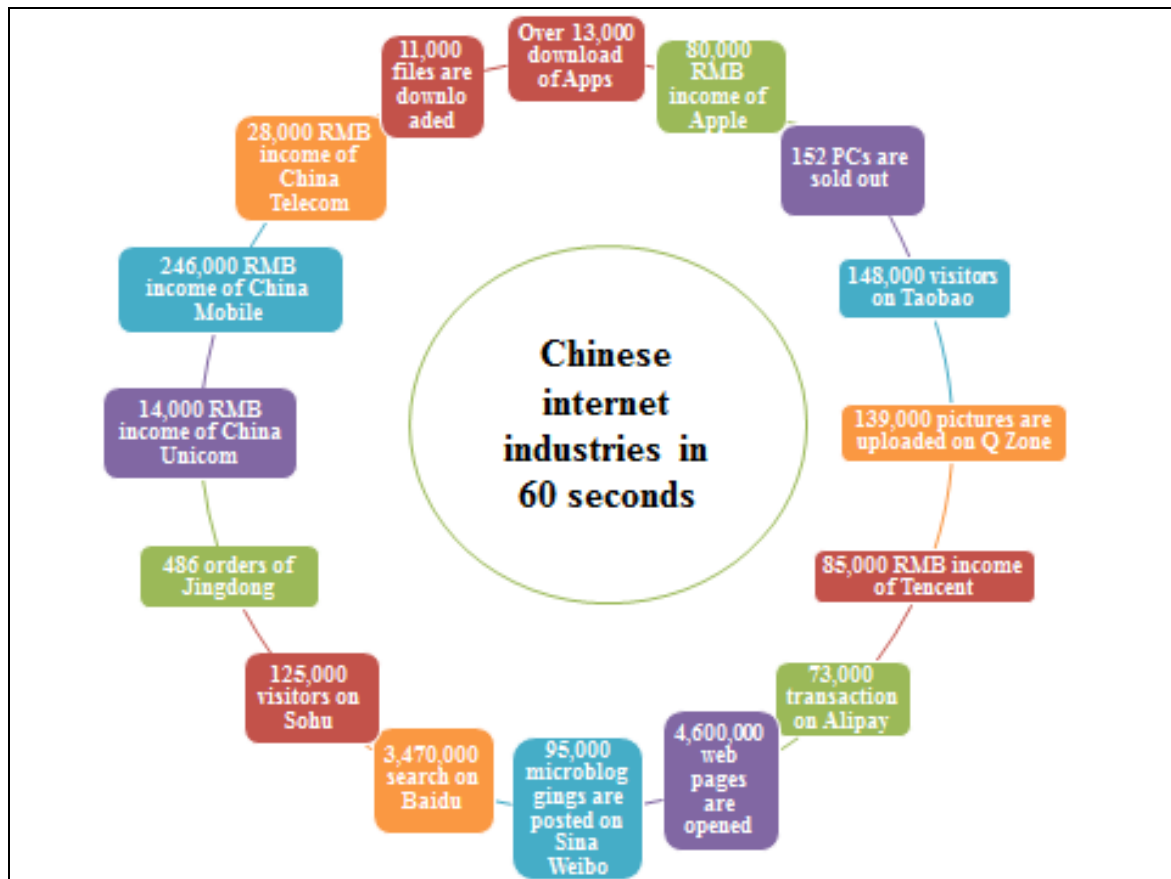 Over 13,000
download
of Apps
80,000
RMB
income of
Apple
152 PCs are
sold out
148,000 visitors
on Taobao
139,000 pictures are
uploaded on Q Zone
85,000 RMB income
of Tencent
73,000
transaction
on Alipay
4,600,000
web
pages
are
opened
95,000
microblog
gings are
posted on
Sina
Weibo
3,470,000
search on
Baidu
125,000
visitors on
Sohu
486 orders of
Jingdong
14,000 RMB
income of China
Unicom
246,000 RMB
income of China
Mobile
28,000 RMB
income of
China
Telecom
11,000
files are
downlo
aded
Chinese
internet
industries in
60 seconds